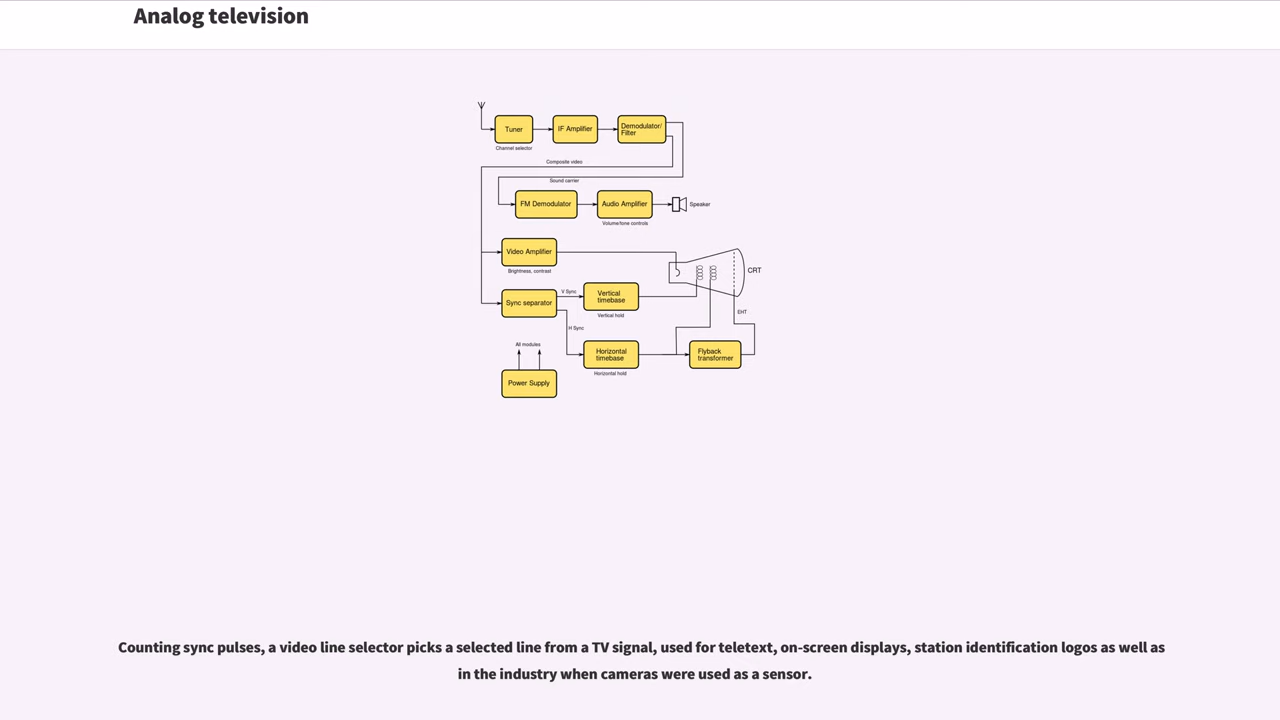 Analog television
Tuner
IF Amplifier
Demodulator/
Filter
Channel selector
Composite video
Sound carrier
FM Demodulator
Audio Amplifier
Speaker
Volume/tone controls
Video Amplifier
Brightness, contrast
CRT
V Sync
Vertical
timebase
Sync separator
Vertical hold
EHT
H Sync
All modules
Horizontal
timebase
Flyback
transformer
Horizontal hold
Power Supply
Counting sync pulses, a video line selector picks a selected line from a TV signal, used for teletext, on-screen displays, station identification logos as well as
in the industry when cameras were used as a sensor.